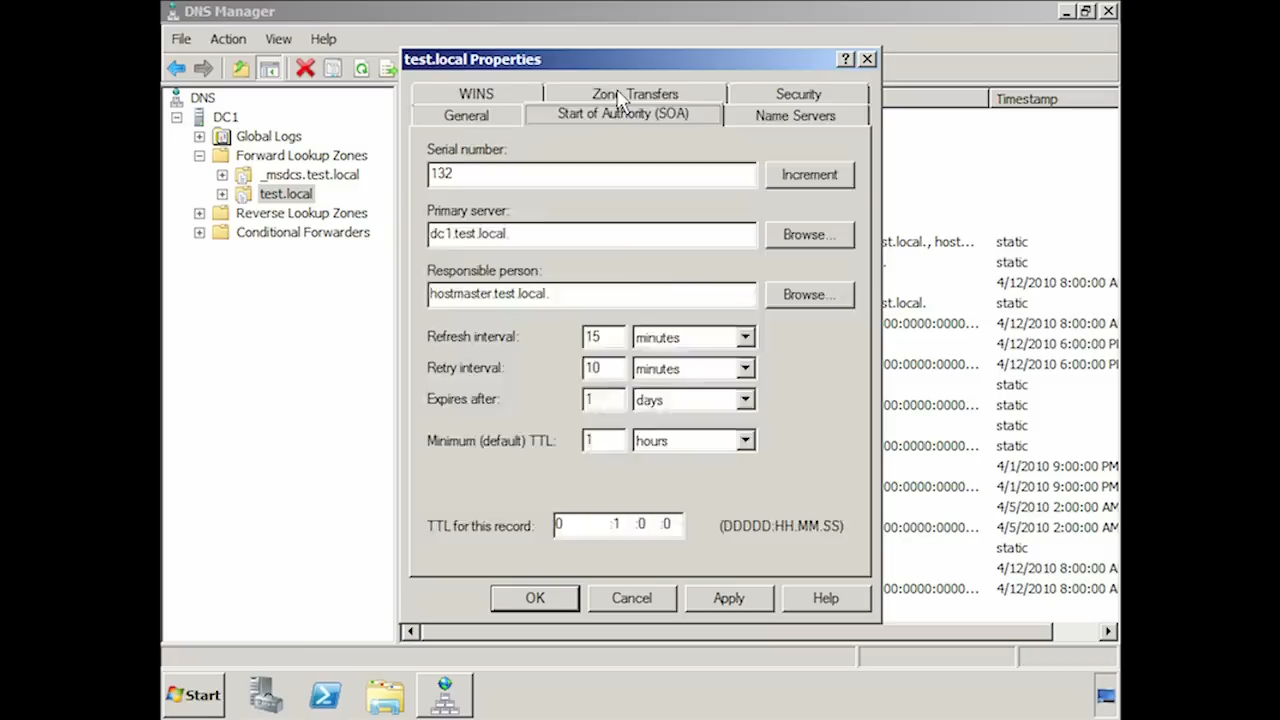 DNS Manager
File Action View Help
test.local Properties
WINS Zone Transfers Security
General Start of Authority (SOA) Name Servers
Serial number:
132 Increment
Primary server:
dc1.test.local. Browse...
Responsible person:
hostmaster.test.local. Browse...
Refresh interval: 15 minutes
Retry interval: 10 minutes
Expires after: 1 days
Minimum (default) TTL: 1 hours
TTL for this record: 0 :1 :0 :0 (DDDDD:HH.MM.SS)
OK Cancel Apply Help
DNS
DC1
Global Logs
Forward Lookup Zones
_msdcs.test.local
test.local
Reverse Lookup Zones
Conditional Forwarders
Timestamp
st.local., host... static
. static
4/12/2010 8:00:00 A
st.local. static
00:0000:0000... 4/12/2010 8:00:00 A
4/12/2010 6:00:00 P
00:0000:0000... 4/12/2010 6:00:00 P
static
00:0000:0000... static
static
00:0000:0000... static
4/1/2010 9:00:00 PM
00:0000:0000... 4/1/2010 9:00:00 PM
4/5/2010 2:00:00 AM
00:0000:0000... 4/5/2010 2:00:00 AM
static
4/12/2010 8:00:00 A
00:0000:0000... 4/12/2010 8:00:00 A
Start